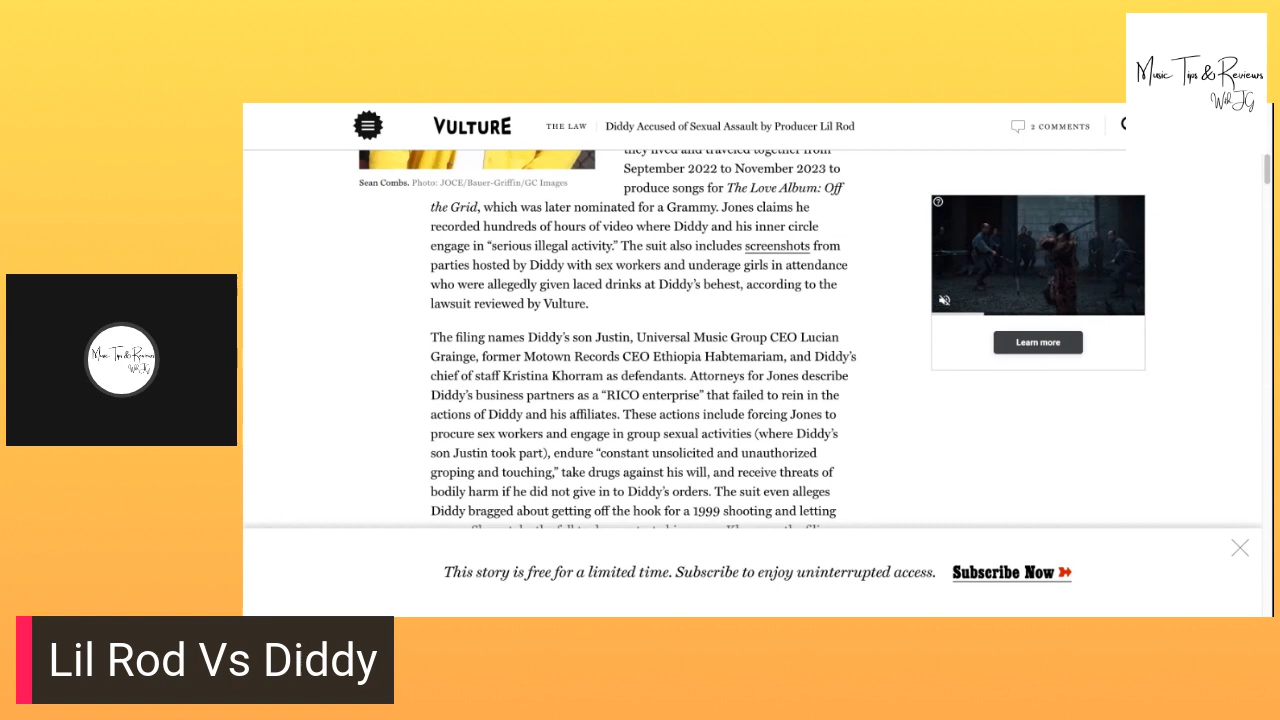 Music Tips & Reviews
With JG
VULTURE
THE LAW
Diddy Accused of Sexual Assault by Producer Lil Rod
2 COMMENTS
they lived and traveled together from
September 2022 to November 2023 to
produce songs for The Love Album: Off
Sean Combs. Photo: JOCE/Bauer-Griffin/GC Images
the Grid, which was later nominated for a Grammy. Jones claims he
recorded hundreds of hours of video where Diddy and his inner circle
engage in “serious illegal activity.” The suit also includes screenshots from
parties hosted by Diddy with sex workers and underage girls in attendance
who were allegedly given laced drinks at Diddy’s behest, according to the
lawsuit reviewed by Vulture.
The filing names Diddy’s son Justin, Universal Music Group CEO Lucian
Grainge, former Motown Records CEO Ethiopia Habtemariam, and Diddy’s
chief of staff Kristina Khorram as defendants. Attorneys for Jones describe
Diddy’s business partners as a “RICO enterprise” that failed to rein in the
actions of Diddy and his affiliates. These actions include forcing Jones to
procure sex workers and engage in group sexual activities (where Diddy’s
son Justin took part), endure “constant unsolicited and unauthorized
groping and touching,” take drugs against his will, and receive threats of
bodily harm if he did not give in to Diddy’s orders. The suit even alleges
Diddy bragged about getting off the hook for a 1999 shooting and letting
Learn more
Music Tips & Reviews
With JG
This story is free for a limited time. Subscribe to enjoy uninterrupted access.
Subscribe Now
Lil Rod Vs Diddy